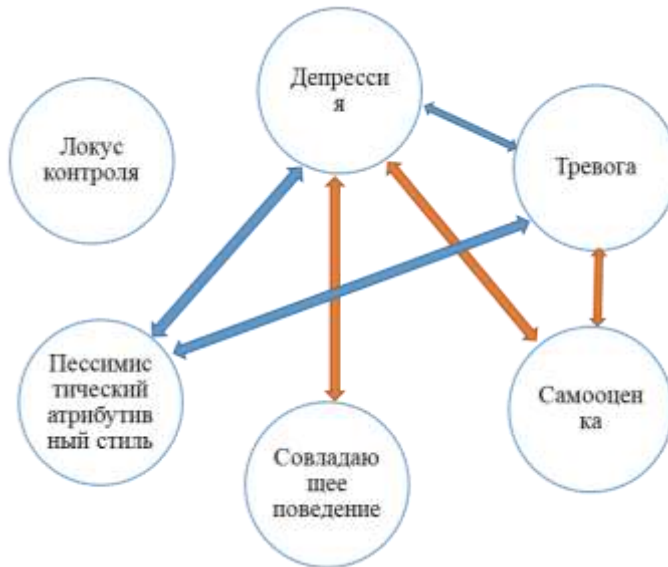 Депресси
я
Локус
контроля
Тревога
Пессимис
тический
атрибутив
ный стиль
Самооцен
ка
Совладаю
щее
поведение